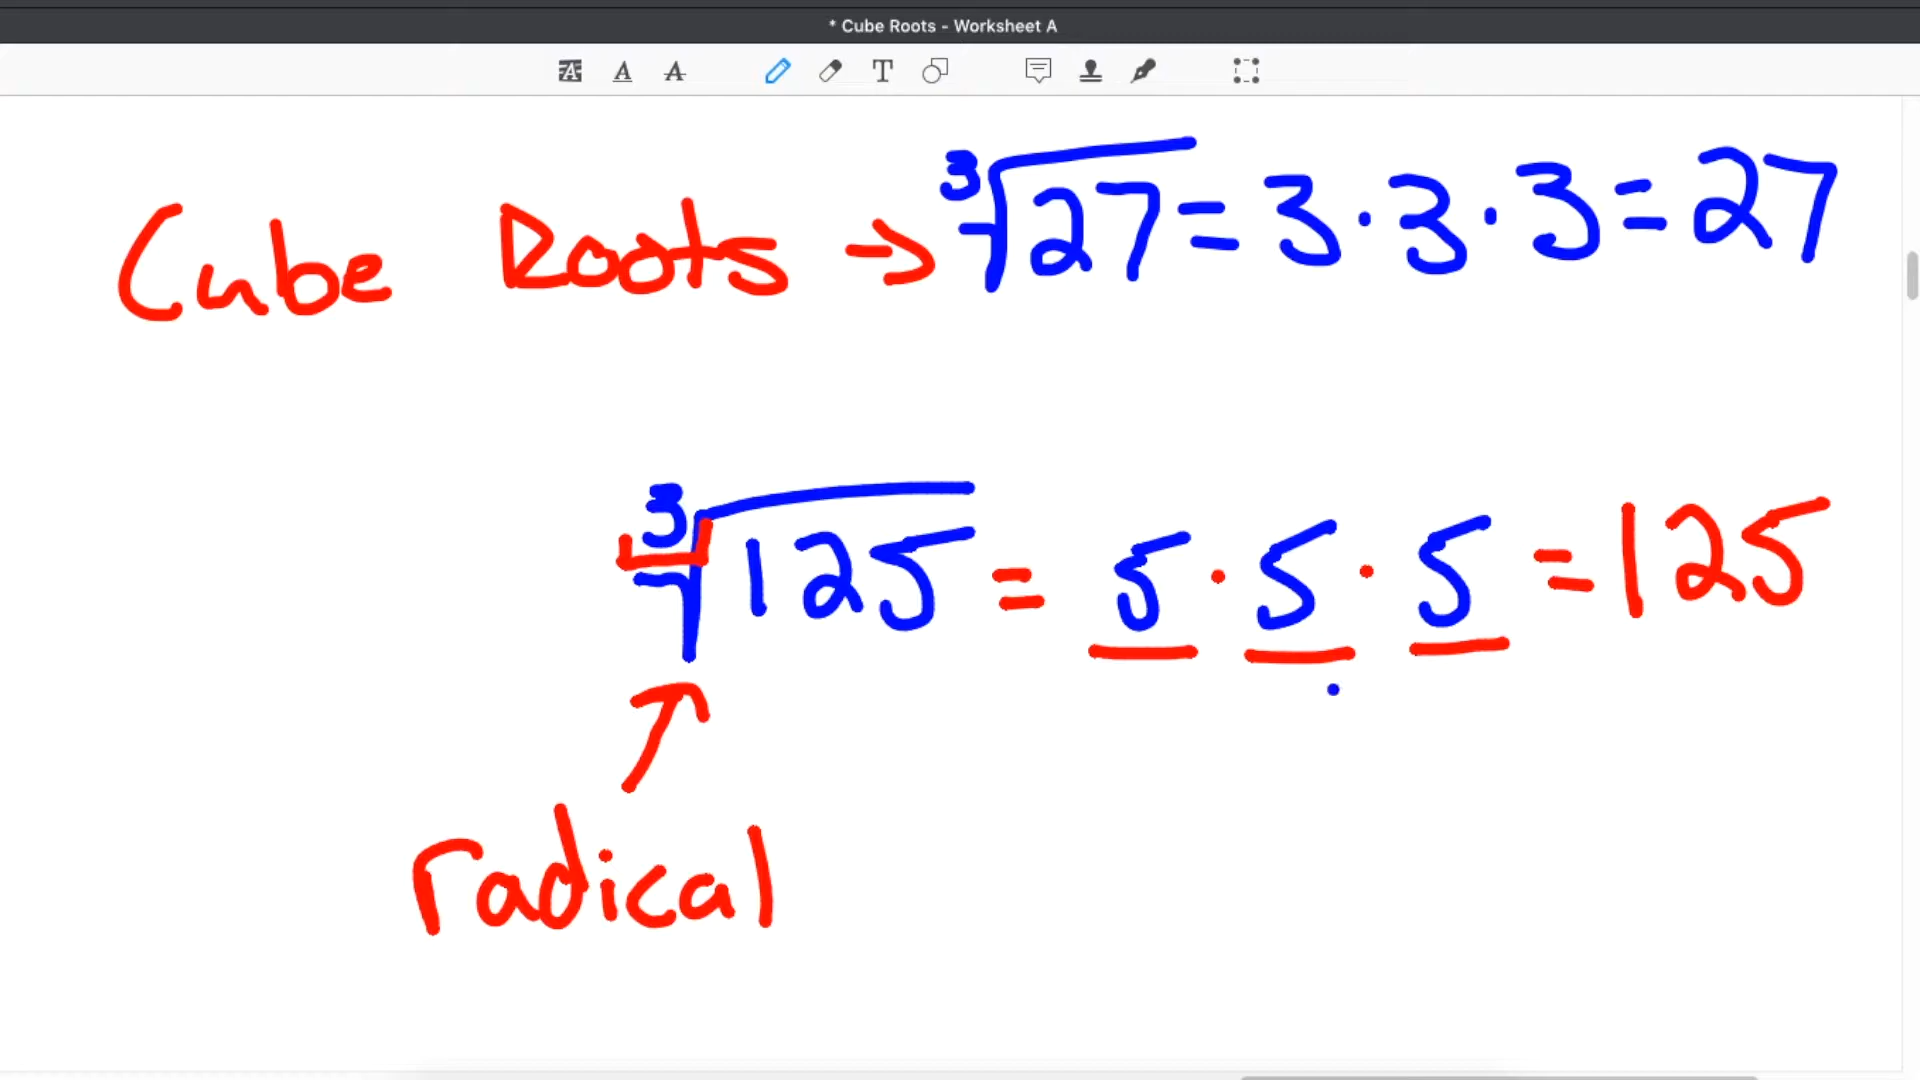 * Cube Roots - Worksheet A
Cube Roots → ∛27 = 3 · 3 · 3 = 27
∛125 = 5 · 5 · 5 = 125
radical